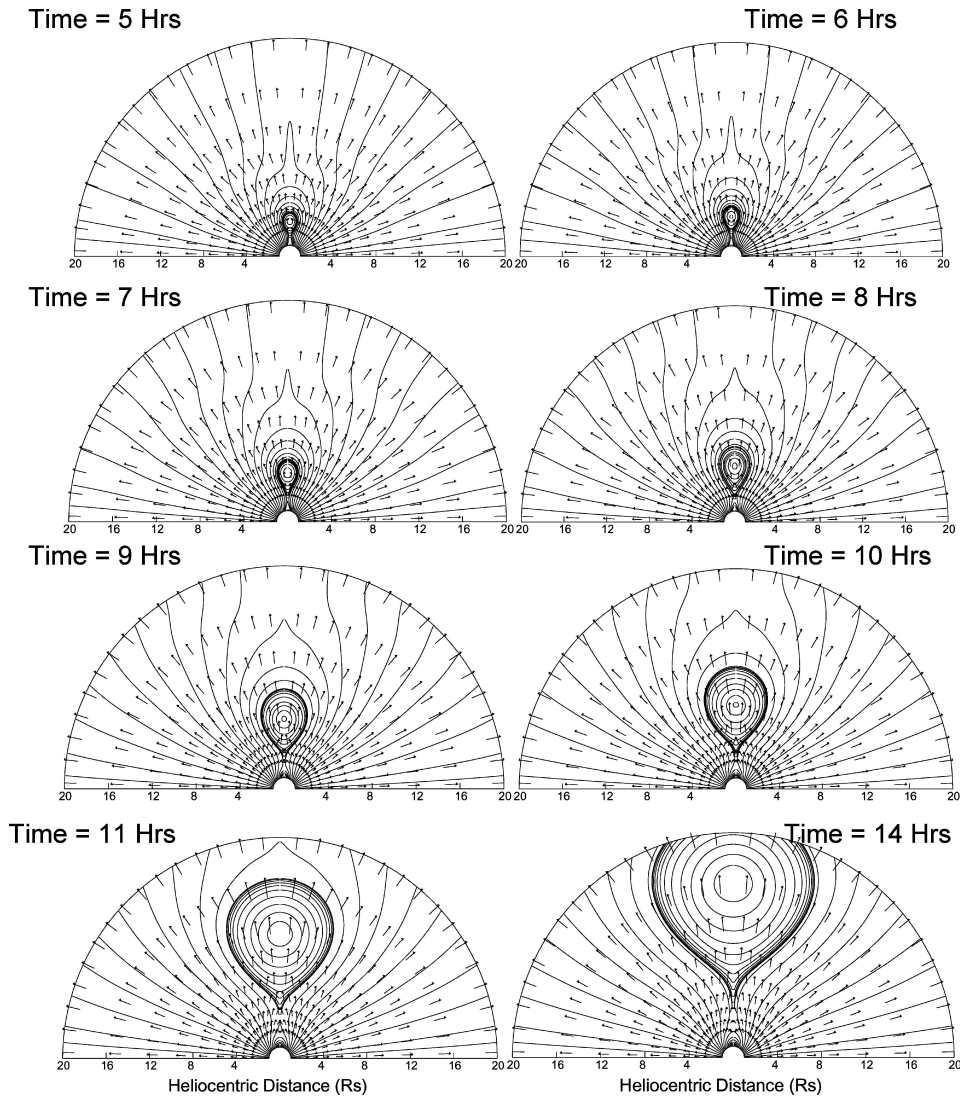 Time = 5 Hrs
Time = 6 Hrs
20 16 12 8 4 4 8 12 16 20
20 16 12 8 4 4 8 12 16 20
Time = 7 Hrs
Time = 8 Hrs
20 16 12 8 4 4 8 12 16 20
20 16 12 8 4 4 8 12 16 20
Time = 9 Hrs
Time = 10 Hrs
20 16 12 8 4 4 8 12 16 20
20 16 12 8 4 4 8 12 16 20
Time = 11 Hrs
Time = 14 Hrs
20 16 12 8 4 4 8 12 16 20
20 16 12 8 4 4 8 12 16 20
Heliocentric Distance (Rs)
Heliocentric Distance (Rs)